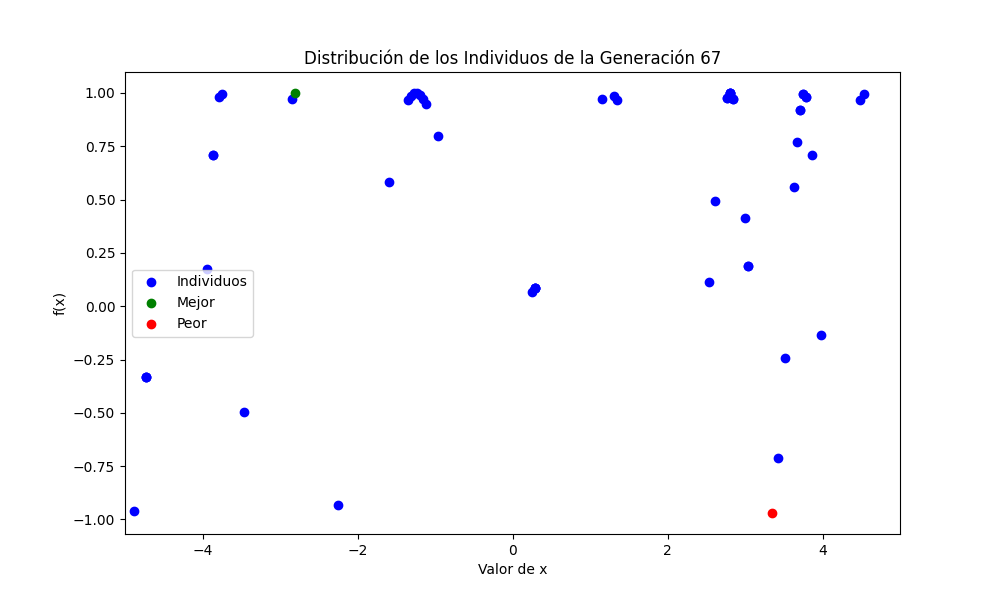 Distribución de los Individuos de la Generación 67
1.00
0.75
0.50
0.25
0.00
−0.25
−0.50
−0.75
−1.00
f(x)
Individuos
Mejor
Peor
−4
−2
0
2
4
Valor de x